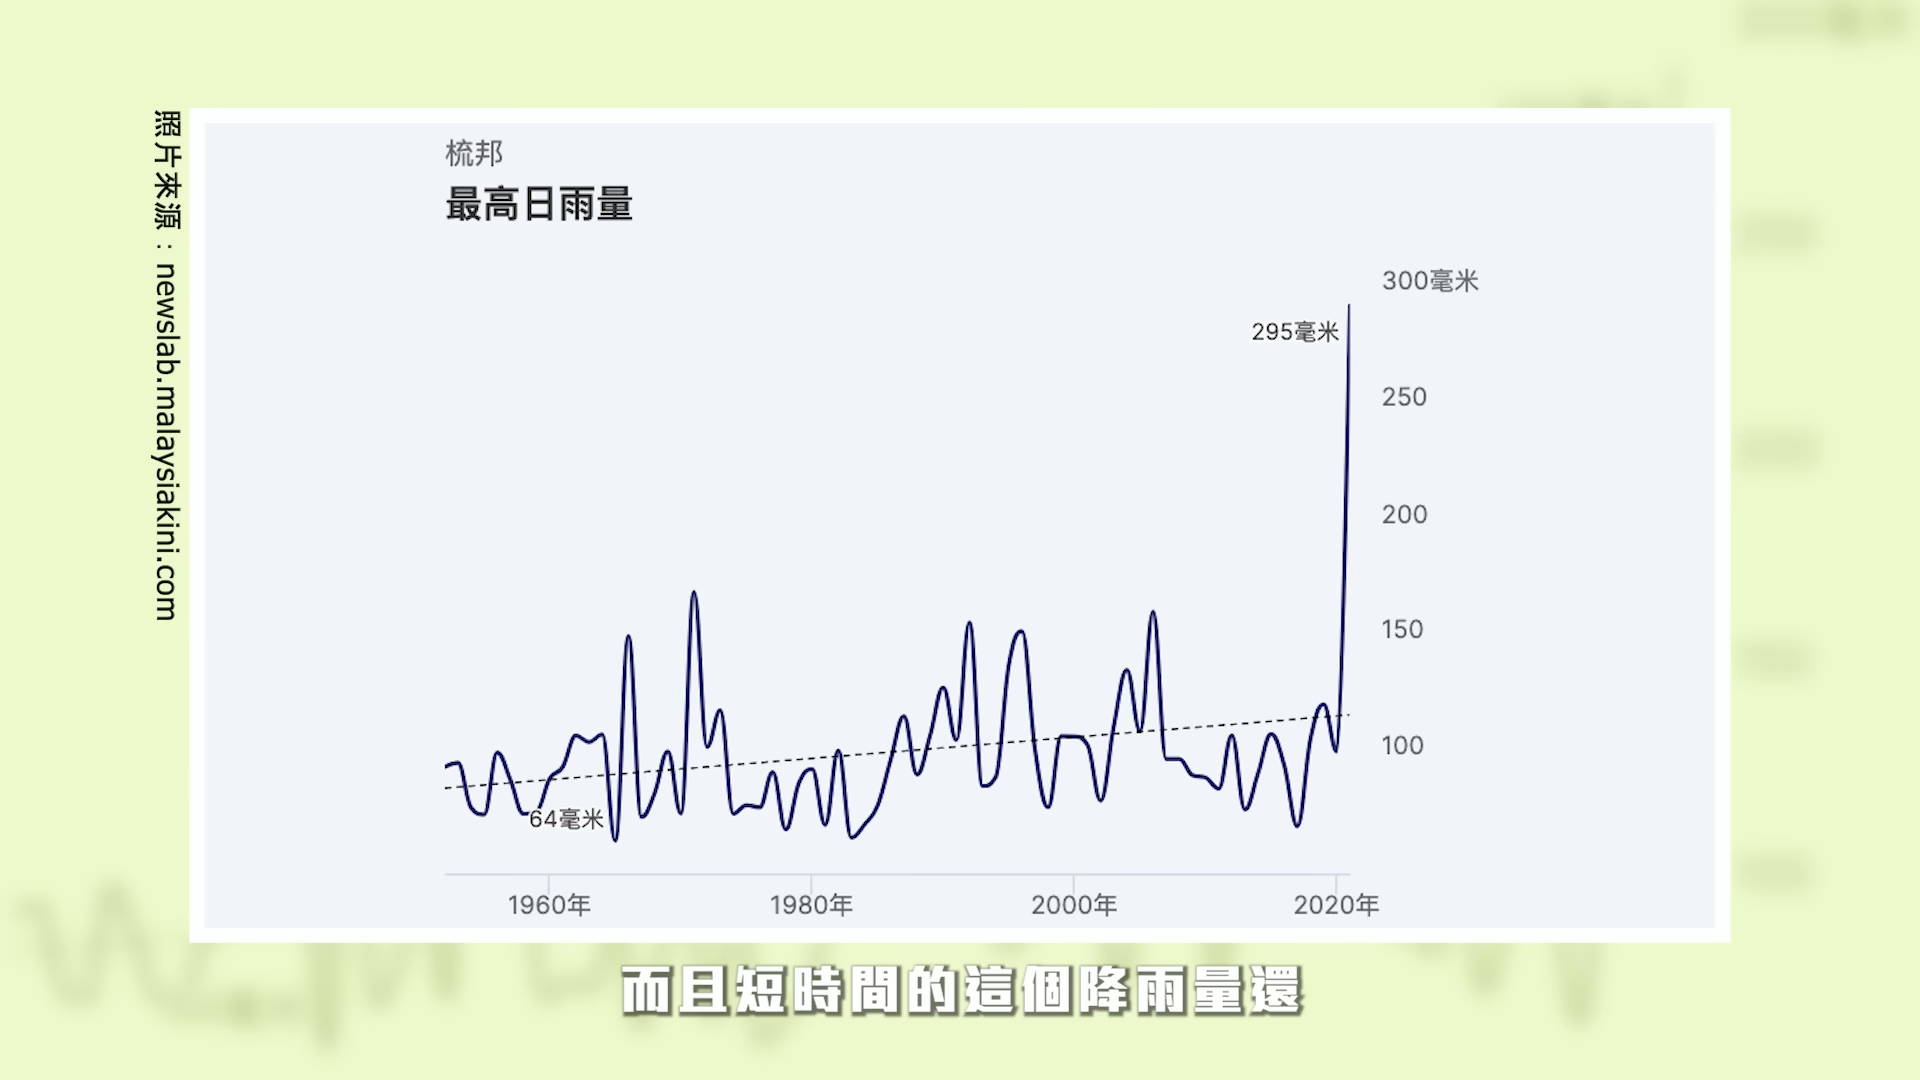 照片來源：newslab.malaysiakini.com
梳邦
最高日雨量
300毫米
295毫米
250
200
150
100
64毫米
1960年
1980年
2000年
2020年
而且短時間的這個降雨量還